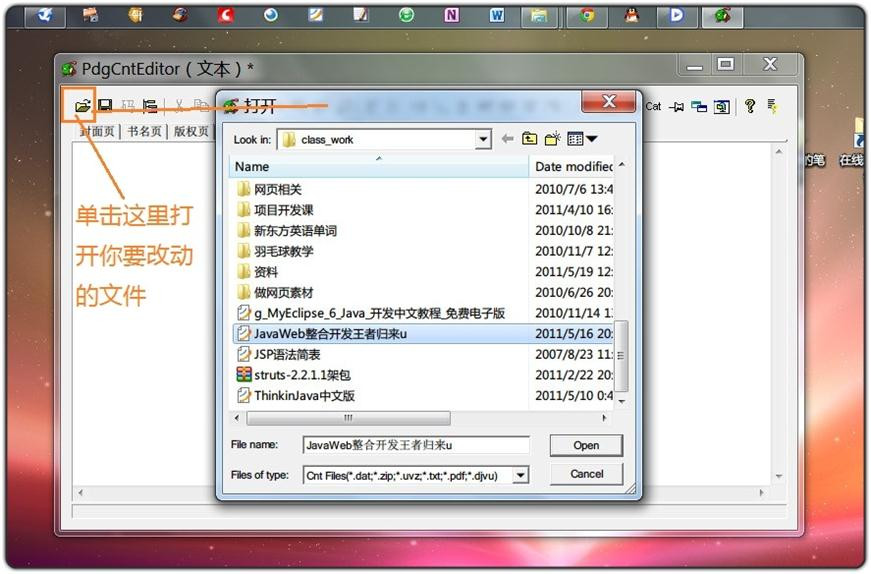 PdgCntEditor（文本）*
打开
Cat
封面页 书名页 版权页
Look in: class_work
Name Date modified
网页相关 2010/7/6 13:4
项目开发课 2011/4/10 16:
新东方英语单词 2010/10/8 21:
羽毛球教学 2010/11/7 12:
资料 2011/5/19 12:
做网页素材 2010/6/26 20:
g_MyEclipse_6_Java_开发中文教程_免费电子版 2010/11/14 1
JavaWeb整合开发王者归来u 2011/5/16 20:
JSP语法简表 2007/8/23 11:
struts-2.2.1.1架包 2011/2/22 20:
ThinkinJava中文版 2011/5/10 0:4
File name: JavaWeb整合开发王者归来u Open
Files of type: Cnt Files(*.dat;*.zip;*.uvz;*.txt;*.pdf;*.djvu) Cancel
单击这里打
开你要改动
的文件
的笔 在线